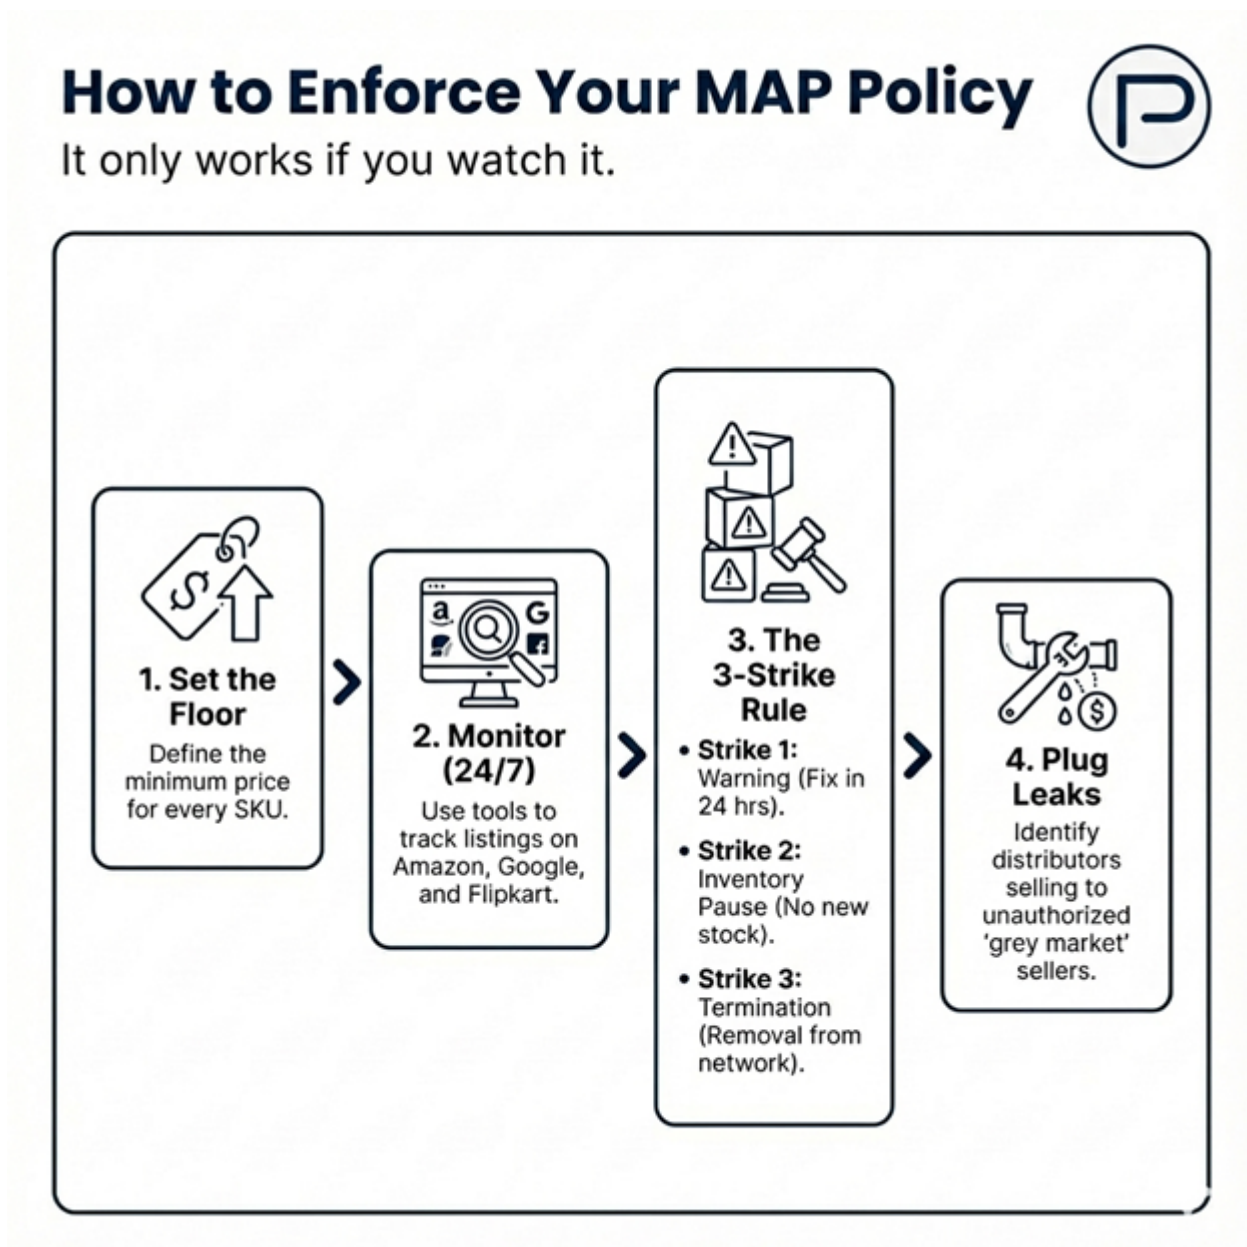 How to Enforce Your MAP Policy
It only works if you watch it.
1. Set the
Floor
Define the
minimum price
for every SKU.
2. Monitor
(24/7)
Use tools to
track listings on
Amazon, Google,
and Flipkart.
3. The
3-Strike
Rule
• Strike 1:
Warning (Fix in
24 hrs).
• Strike 2:
Inventory
Pause (No new
stock).
• Strike 3:
Termination
(Removal from
network).
4. Plug
Leaks
Identify
distributors
selling to
unauthorized
‘grey market’
sellers.